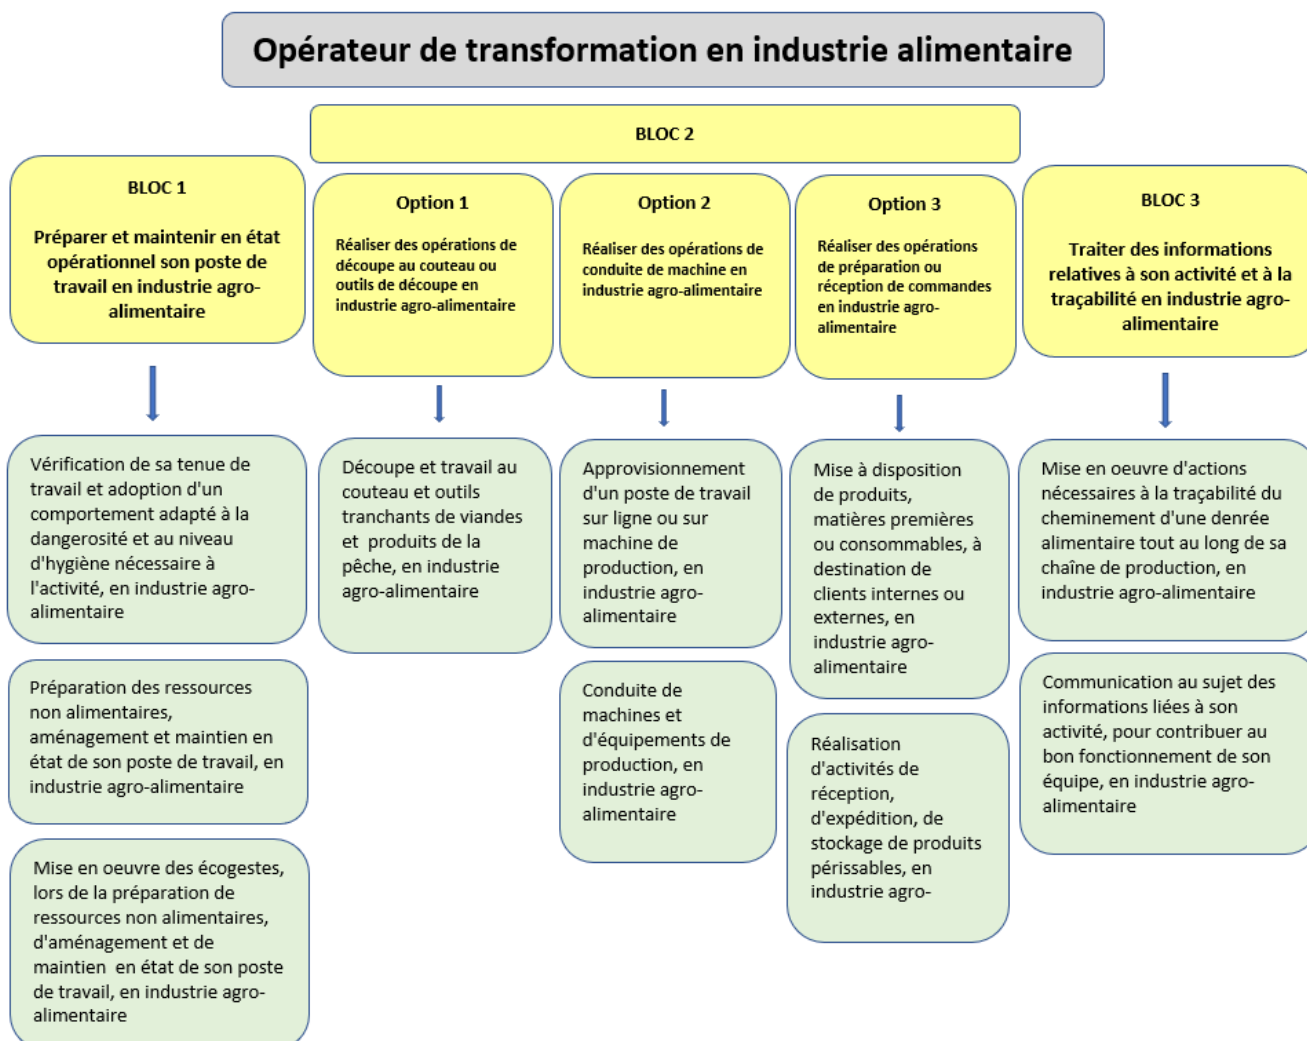 Opérateur de transformation en industrie alimentaire
BLOC 2
BLOC 1
Préparer et maintenir en état
opérationnel son poste de
travail en industrie agro-
alimentaire
Option 1
Réaliser des opérations de
découpe au couteau ou
outils de découpe en
industrie agro-alimentaire
Option 2
Réaliser des opérations de
conduite de machine en
industrie agro-alimentaire
Option 3
Réaliser des opérations
de préparation ou
réception de commandes
en industrie agro-
alimentaire
BLOC 3
Traiter des informations
relatives à son activité et à la
traçabilité en industrie agro-
alimentaire
Vérification de sa tenue de
travail et adoption d'un
comportement adapté à la
dangerosité et au niveau
d'hygiène nécessaire à
l'activité, en industrie agro-
alimentaire
Préparation des ressources
non alimentaires,
aménagement et maintien en
état de son poste de travail, en
industrie agro-alimentaire
Mise en oeuvre des écogestes,
lors de la préparation de
ressources non alimentaires,
d'aménagement et de
maintien en état de son poste
de travail, en industrie agro-
alimentaire
Découpe et travail au
couteau et outils
tranchants de viandes
et produits de la
pêche, en industrie
agro-alimentaire
Approvisionnement
d'un poste de travail
sur ligne ou sur
machine de
production, en
industrie agro-
alimentaire
Conduite de
machines et
d'équipements de
production, en
industrie agro-
alimentaire
Mise à disposition
de produits,
matières premières
ou consommables, à
destination de
clients internes ou
externes, en
industrie agro-
alimentaire
Réalisation
d'activités de
réception,
d'expédition, de
stockage de produits
périssables, en
industrie agro-
Mise en oeuvre d'actions
nécessaires à la traçabilité du
cheminement d'une denrée
alimentaire tout au long de sa
chaîne de production, en
industrie agro-alimentaire
Communication au sujet des
informations liées à son
activité, pour contribuer au
bon fonctionnement de son
équipe, en industrie agro-
alimentaire